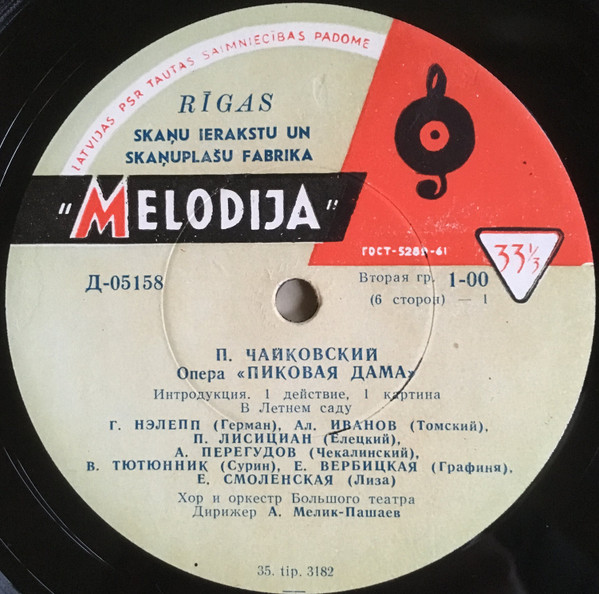 LATVIJAS PSR TAUTAS SAIMNIECĪBAS PADOME
RĪGAS
SKAŅU IERAKSTU UN
SKAŅUPLAŠU FABRIKA
"MELODIJA"
ГОСТ-5289-61
33⅓
Д-05158
Вторая гр. 1-00
(6 сторон) — 1
П. ЧАЙКОВСКИЙ
Опера «ПИКОВАЯ ДАМА»
Интродукция. 1 действие, 1 картина
В Летнем саду
Г. НЭЛЕПП (Герман), Ал. ИВАНОВ (Томский),
П. ЛИСИЦИАН (Елецкий),
А. ПЕРЕГУДОВ (Чекалинский),
В. ТЮТЮННИК (Сурин), Е. ВЕРБИЦКАЯ (Графиня),
Е. СМОЛЕНСКАЯ (Лиза)
Хор и оркестр Большого театра
Дирижер А. Мелик-Пашаев
35. tip. 3182